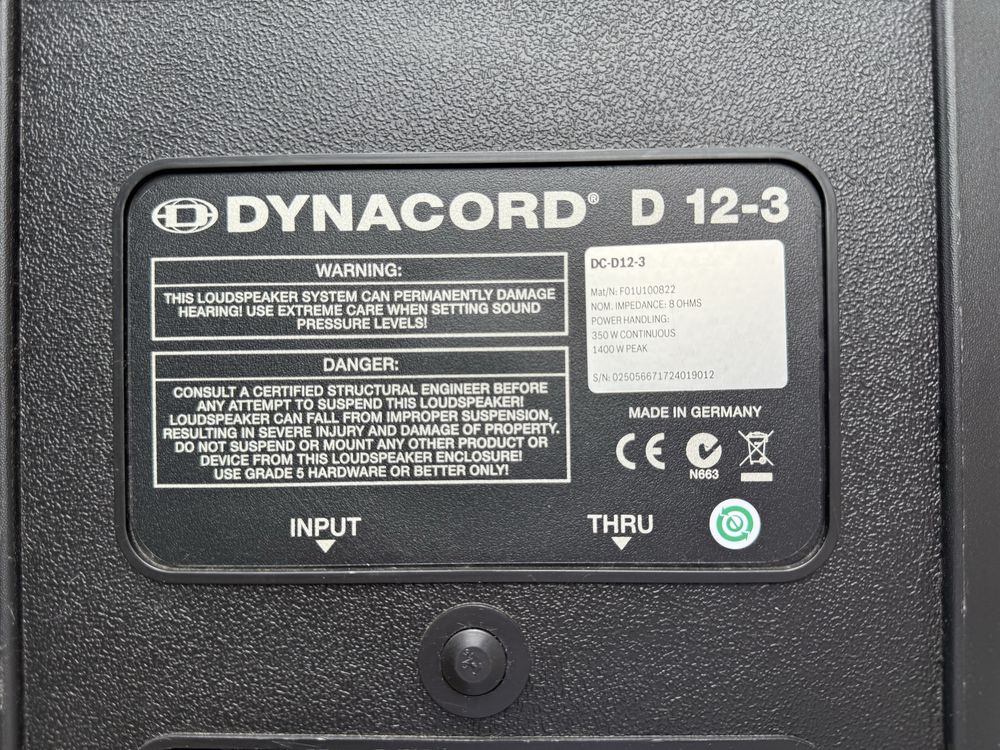 DYNACORD® D 12-3
WARNING:
THIS LOUDSPEAKER SYSTEM CAN PERMANENTLY DAMAGE
HEARING! USE EXTREME CARE WHEN SETTING SOUND
PRESSURE LEVELS!
DANGER:
CONSULT A CERTIFIED STRUCTURAL ENGINEER BEFORE
ANY ATTEMPT TO SUSPEND THIS LOUDSPEAKER!
LOUDSPEAKER CAN FALL FROM IMPROPER SUSPENSION,
RESULTING IN SEVERE INJURY AND DAMAGE OF PROPERTY.
DO NOT SUSPEND OR MOUNT ANY OTHER PRODUCT OR
DEVICE FROM THIS LOUDSPEAKER ENCLOSURE!
USE GRADE 5 HARDWARE OR BETTER ONLY!
DC-D12-3
Mat/N: F01U100822
NOM. IMPEDANCE: 8 OHMS
POWER HANDLING:
350 W CONTINUOUS
1400 W PEAK
S/N: 025056671724019012
MADE IN GERMANY
CE
N663
INPUT
THRU